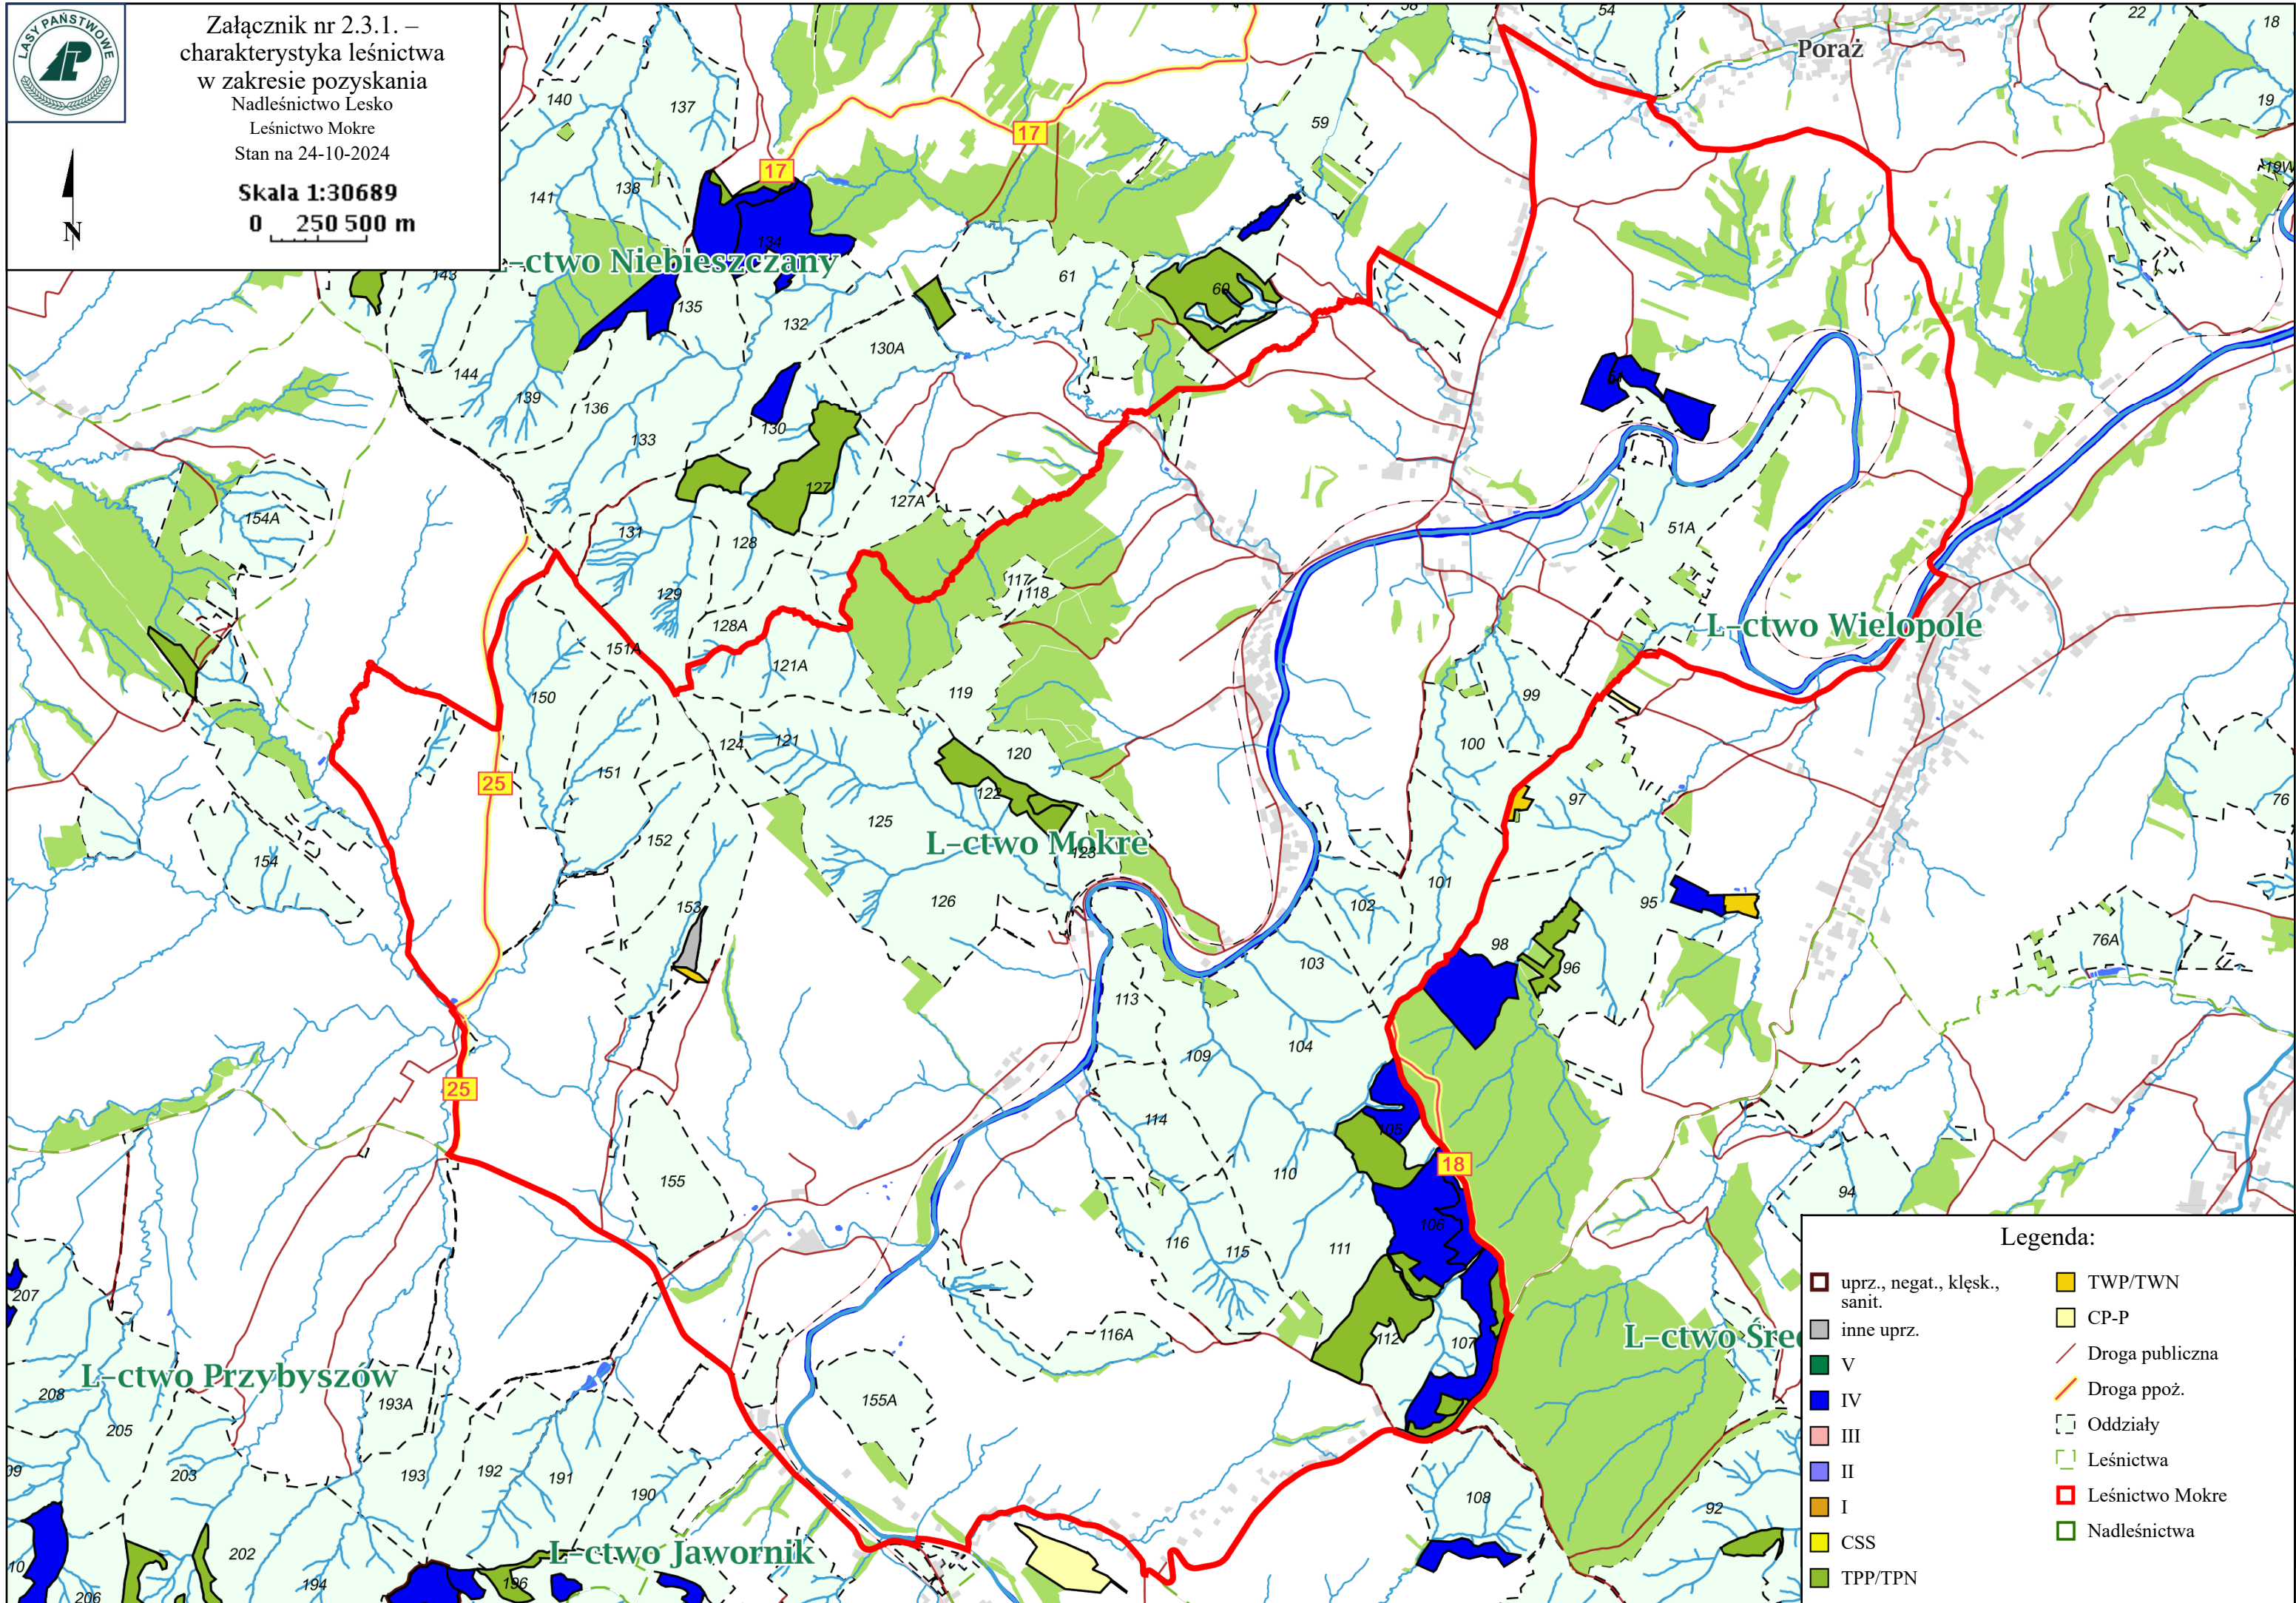 LASY PAŃSTWOWE
Załącznik nr 2.3.1. –
charakterystyka leśnictwa
w zakresie pozyskania
Nadleśnictwo Lesko
Leśnictwo Mokre
Stan na 24-10-2024
Skala 1:30689
0 250 500 m
N
58
54
Poraż
22
18
140
137
59
19
17
17
19W
141
138
134
L-ctwo Niebieszczany
61
60
143
135
132
130A
144
139
136
133
130
127
127A
154A
131
128
51A
117
118
129
128A
L-ctwo Wielopole
151A
121A
150
119
99
124
121
120
100
25
151
122
97
76
125
152
L-ctwo Mokre
123
154
101
153
126
102
95
98
76A
103
96
113
109
104
25
114
105
18
155
110
94
106
116
115
111
207
116A
112
107
L-ctwo Śred
L-ctwo Przybyszów
208
193A
155A
205
99
203
193
192
191
190
108
92
L-ctwo Jawornik
10
202
194
196
206
Legenda:
uprz., negat., klęsk.,
sanit.
inne uprz.
V
IV
III
II
I
CSS
TPP/TPN
TWP/TWN
CP-P
Droga publiczna
Droga ppoż.
Oddziały
Leśnictwa
Leśnictwo Mokre
Nadleśnictwa